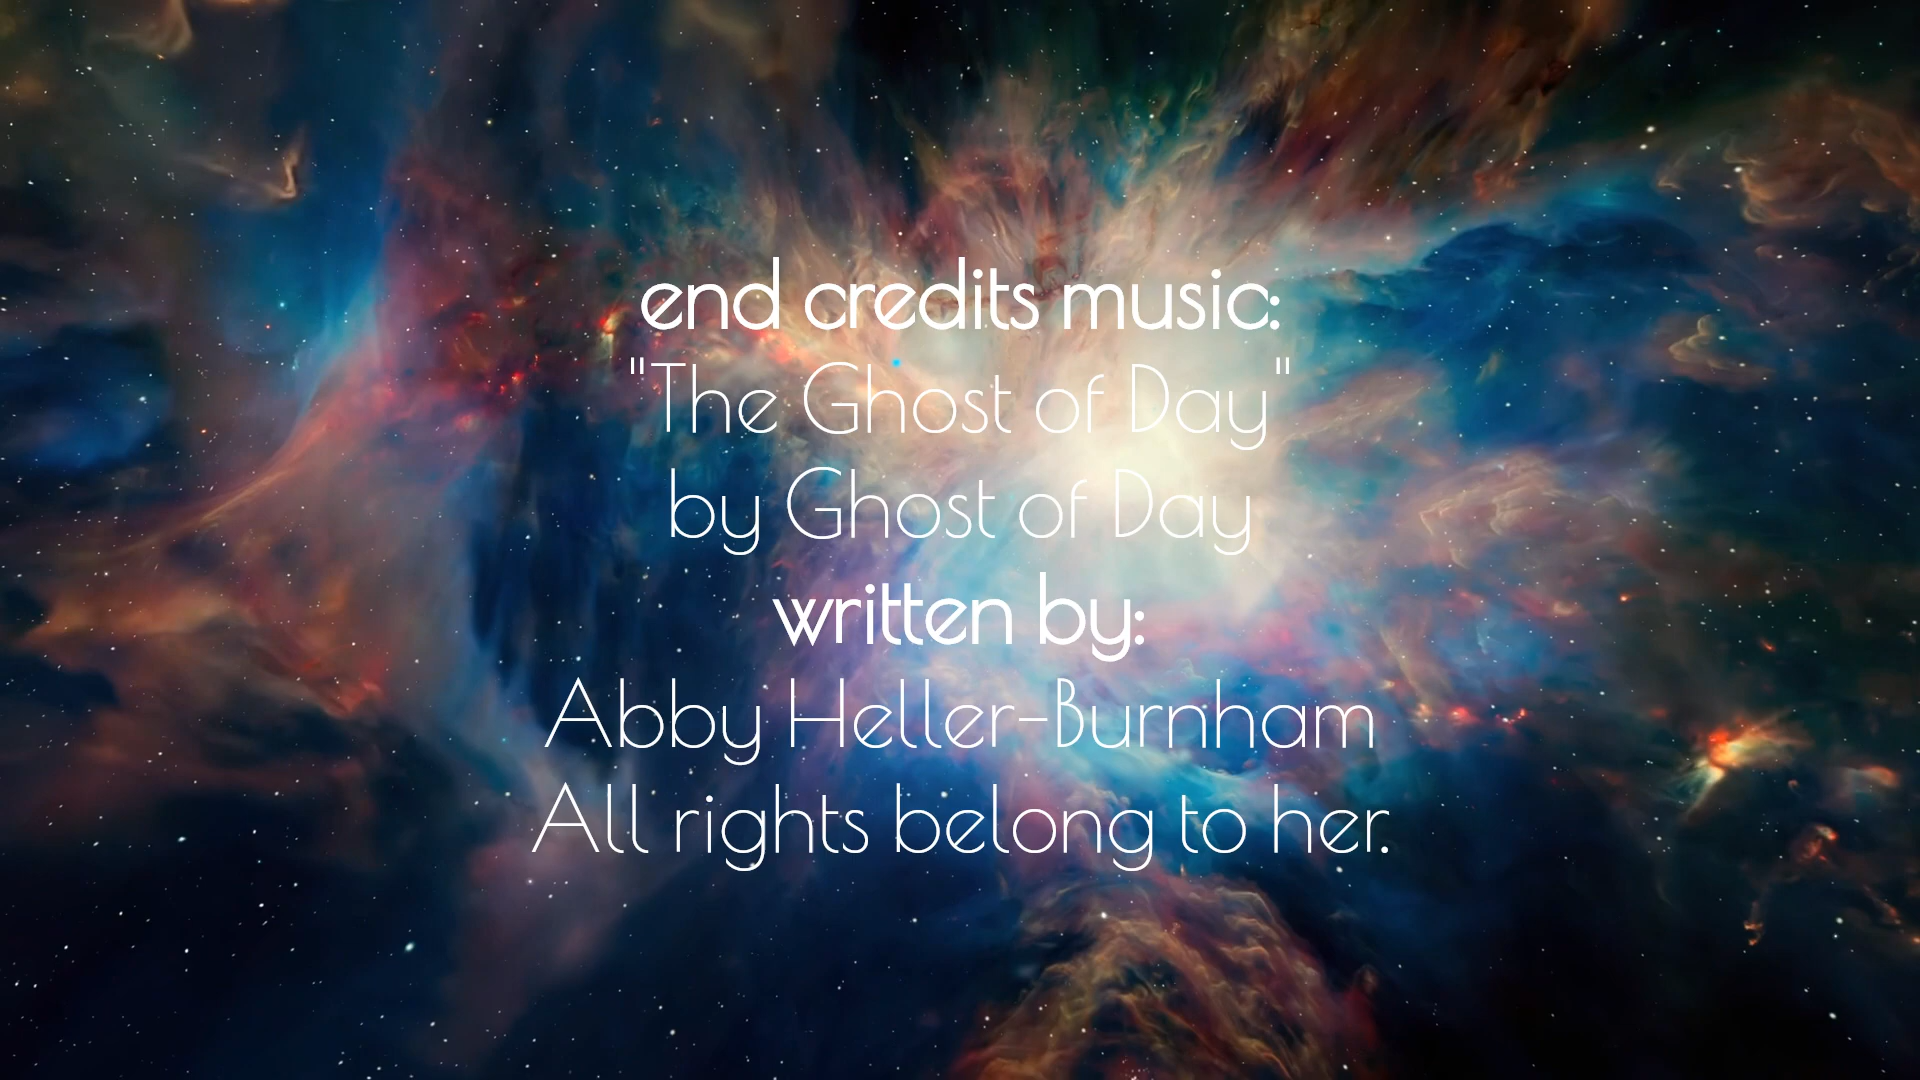 end credits music:
"The Ghost of Day"
by Ghost of Day
written by:
Abby Heller-Burnham
All rights belong to her.